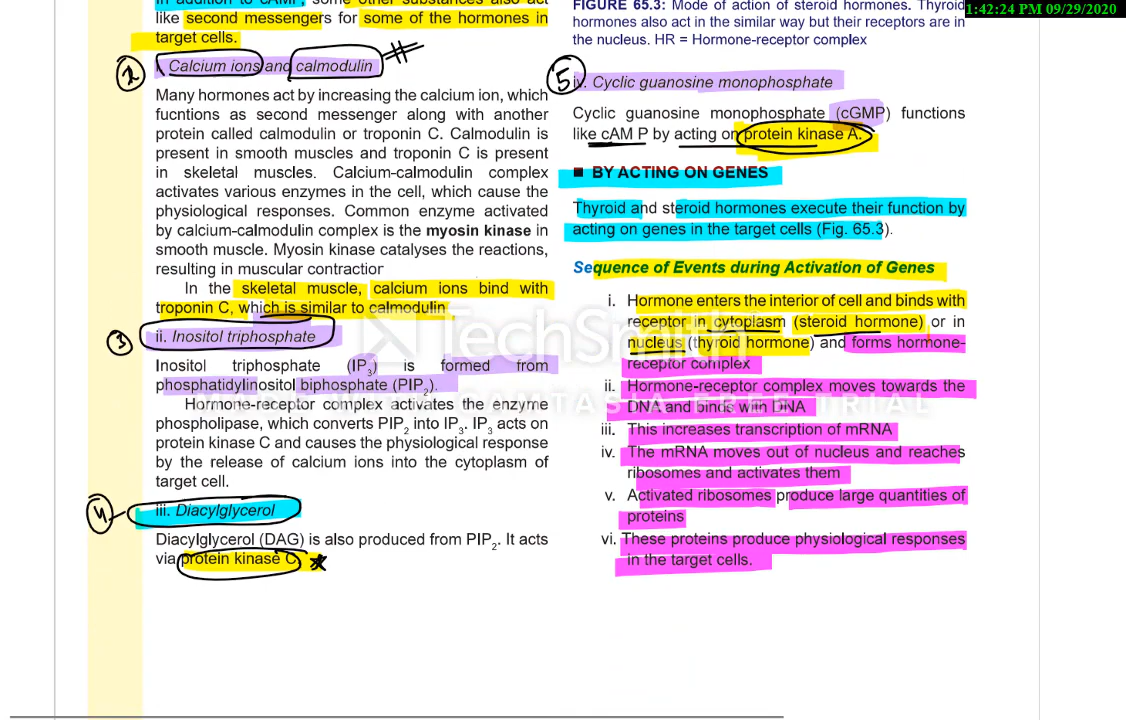 In addition to cAMP, some other substances also act
like second messengers for some of the hormones in
target cells.
2
i. Calcium ions and calmodulin
Many hormones act by increasing the calcium ion, which
fucntions as second messenger along with another
protein called calmodulin or troponin C. Calmodulin is
present in smooth muscles and troponin C is present
in skeletal muscles. Calcium-calmodulin complex
activates various enzymes in the cell, which cause the
physiological responses. Common enzyme activated
by calcium-calmodulin complex is the myosin kinase in
smooth muscle. Myosin kinase catalyses the reactions,
resulting in muscular contraction
In the skeletal muscle, calcium ions bind with
troponin C, which is similar to calmodulin
3
ii. Inositol triphosphate
Inositol triphosphate (IP3) is formed from
phosphatidylinositol biphosphate (PIP2).
Hormone-receptor complex activates the enzyme
phospholipase, which converts PIP2 into IP3. IP3 acts on
protein kinase C and causes the physiological response
by the release of calcium ions into the cytoplasm of
target cell.
4
iii. Diacylglycerol
Diacylglycerol (DAG) is also produced from PIP2. It acts
via protein kinase C
FIGURE 65.3: Mode of action of steroid hormones. Thyroid
hormones also act in the similar way but their receptors are in
the nucleus. HR = Hormone-receptor complex
1:42:24 PM 09/29/2020
5
iv. Cyclic guanosine monophosphate
Cyclic guanosine monophosphate (cGMP) functions
like cAM P by acting on protein kinase A.
■ BY ACTING ON GENES
Thyroid and steroid hormones execute their function by
acting on genes in the target cells (Fig. 65.3).
Sequence of Events during Activation of Genes
i. Hormone enters the interior of cell and binds with
receptor in cytoplasm (steroid hormone) or in
nucleus (thyroid hormone) and forms hormone-
receptor complex
ii. Hormone-receptor complex moves towards the
DNA and binds with DNA
iii. This increases transcription of mRNA
iv. The mRNA moves out of nucleus and reaches
ribosomes and activates them
v. Activated ribosomes produce large quantities of
proteins
vi. These proteins produce physiological responses
in the target cells.
TechSmith
MADE WITH CAMTASIA FREE TRIAL